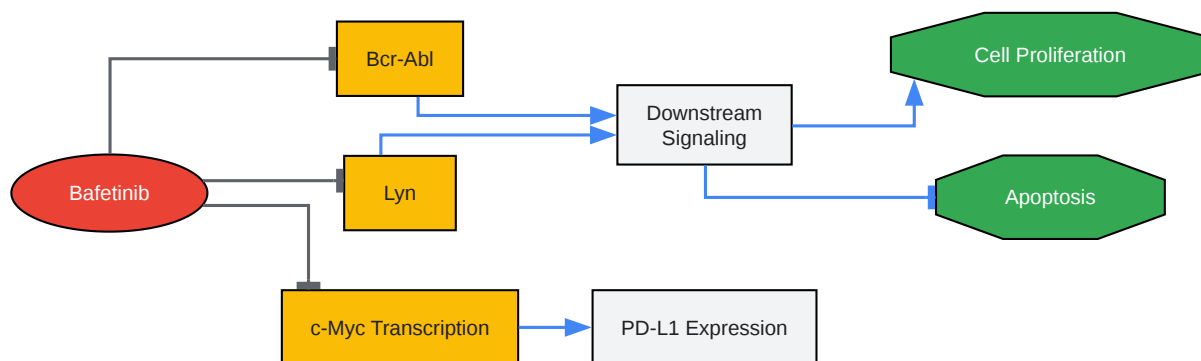 Bcr-Abl
Cell Proliferation
Downstream
Signaling
Bafetinib
Lyn
Apoptosis
c-Myc Transcription
PD-L1 Expression